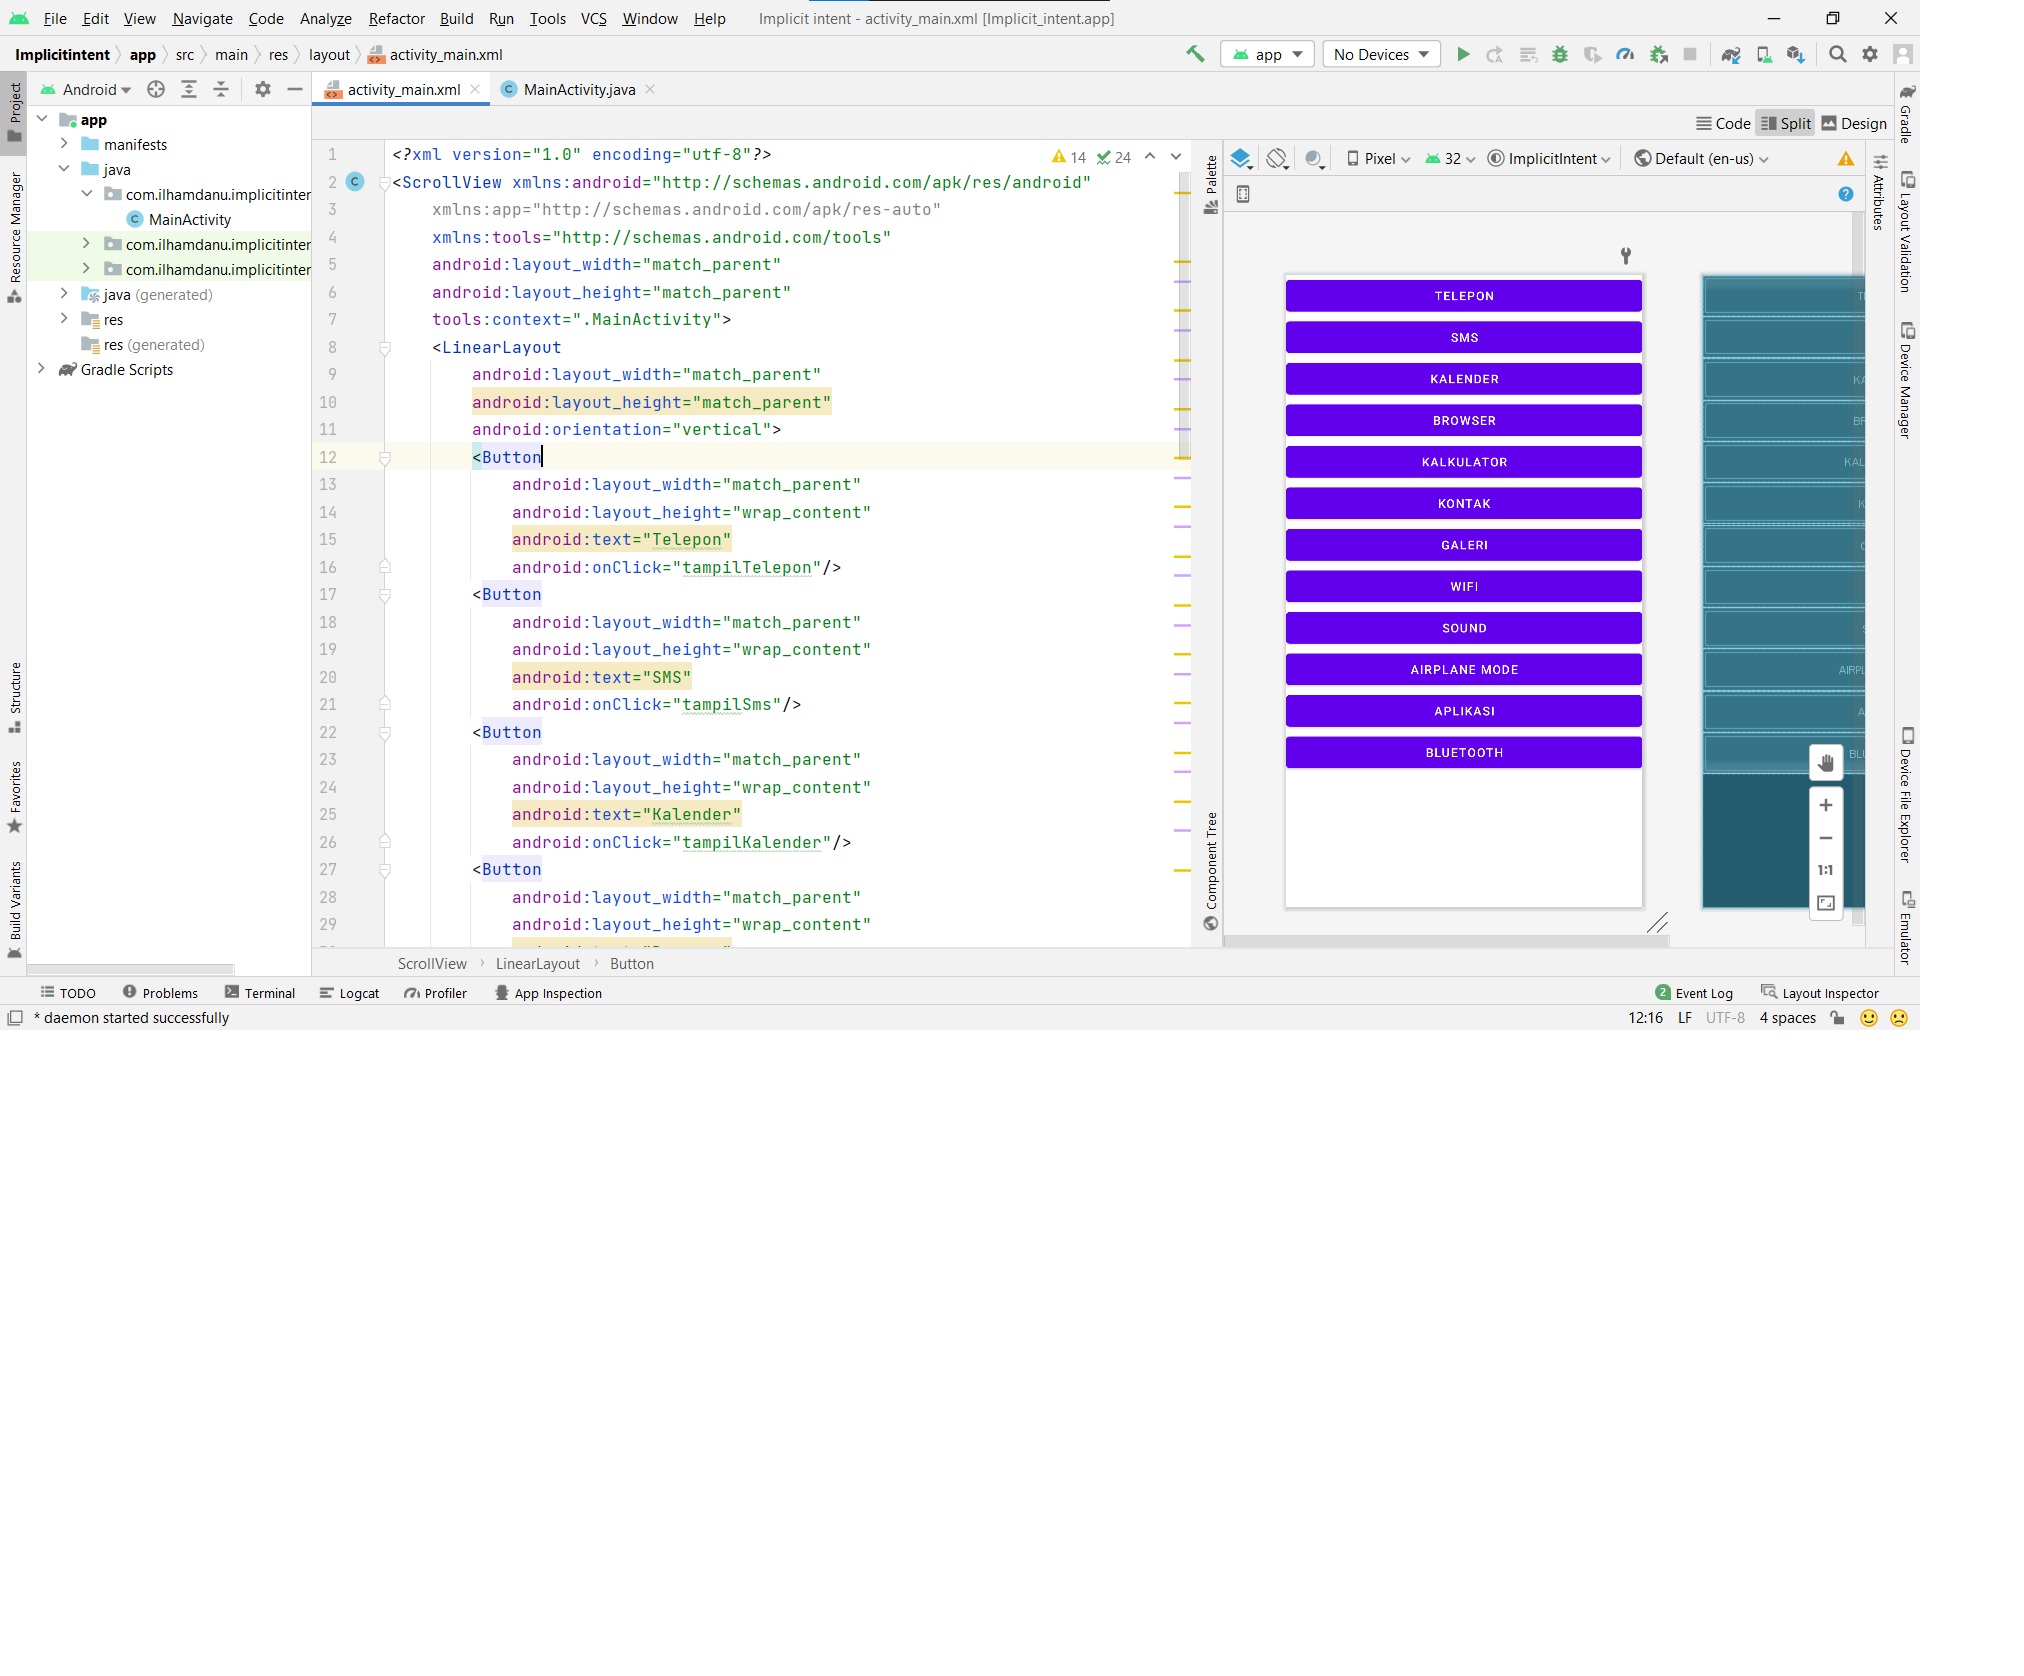 File Edit View Navigate Code Analyze Refactor Build Run Tools VCS Window Help Implicit intent - activity_main.xml [Implicit_intent.app]
Implicitintent app src main res layout activity_main.xml
app No Devices
Android
activity_main.xml
MainActivity.java
Code Split Design
Project
Resource Manager
Structure
Favorites
Build Variants
app
manifests
java
com.ilhamdanu.implicitinter
MainActivity
com.ilhamdanu.implicitinter
com.ilhamdanu.implicitinter
java (generated)
res
res (generated)
Gradle Scripts
14 24
1 <?xml version="1.0" encoding="utf-8"?>
2 <ScrollView xmlns:android="http://schemas.android.com/apk/res/android"
3 xmlns:app="http://schemas.android.com/apk/res-auto"
4 xmlns:tools="http://schemas.android.com/tools"
5 android:layout_width="match_parent"
6 android:layout_height="match_parent"
7 tools:context=".MainActivity">
8 <LinearLayout
9 android:layout_width="match_parent"
10 android:layout_height="match_parent"
11 android:orientation="vertical">
12 <Button
13 android:layout_width="match_parent"
14 android:layout_height="wrap_content"
15 android:text="Telepon"
16 android:onClick="tampilTelepon"/>
17 <Button
18 android:layout_width="match_parent"
19 android:layout_height="wrap_content"
20 android:text="SMS"
21 android:onClick="tampilSms"/>
22 <Button
23 android:layout_width="match_parent"
24 android:layout_height="wrap_content"
25 android:text="Kalender"
26 android:onClick="tampilKalender"/>
27 <Button
28 android:layout_width="match_parent"
29 android:layout_height="wrap_content"
ScrollView LinearLayout Button
Palette
Component Tree
Pixel 32 ImplicitIntent Default (en-us)
TELEPON
SMS
KALENDER
BROWSER
KALKULATOR
KONTAK
GALERI
WIFI
SOUND
AIRPLANE MODE
APLIKASI
BLUETOOTH
KAL
AIRPL
BLU
1:1
Attributes
Gradle
Layout Validation
Device Manager
Device File Explorer
Emulator
TODO Problems Terminal Logcat Profiler App Inspection
2 Event Log Layout Inspector
* daemon started successfully
12:16 LF UTF-8 4 spaces